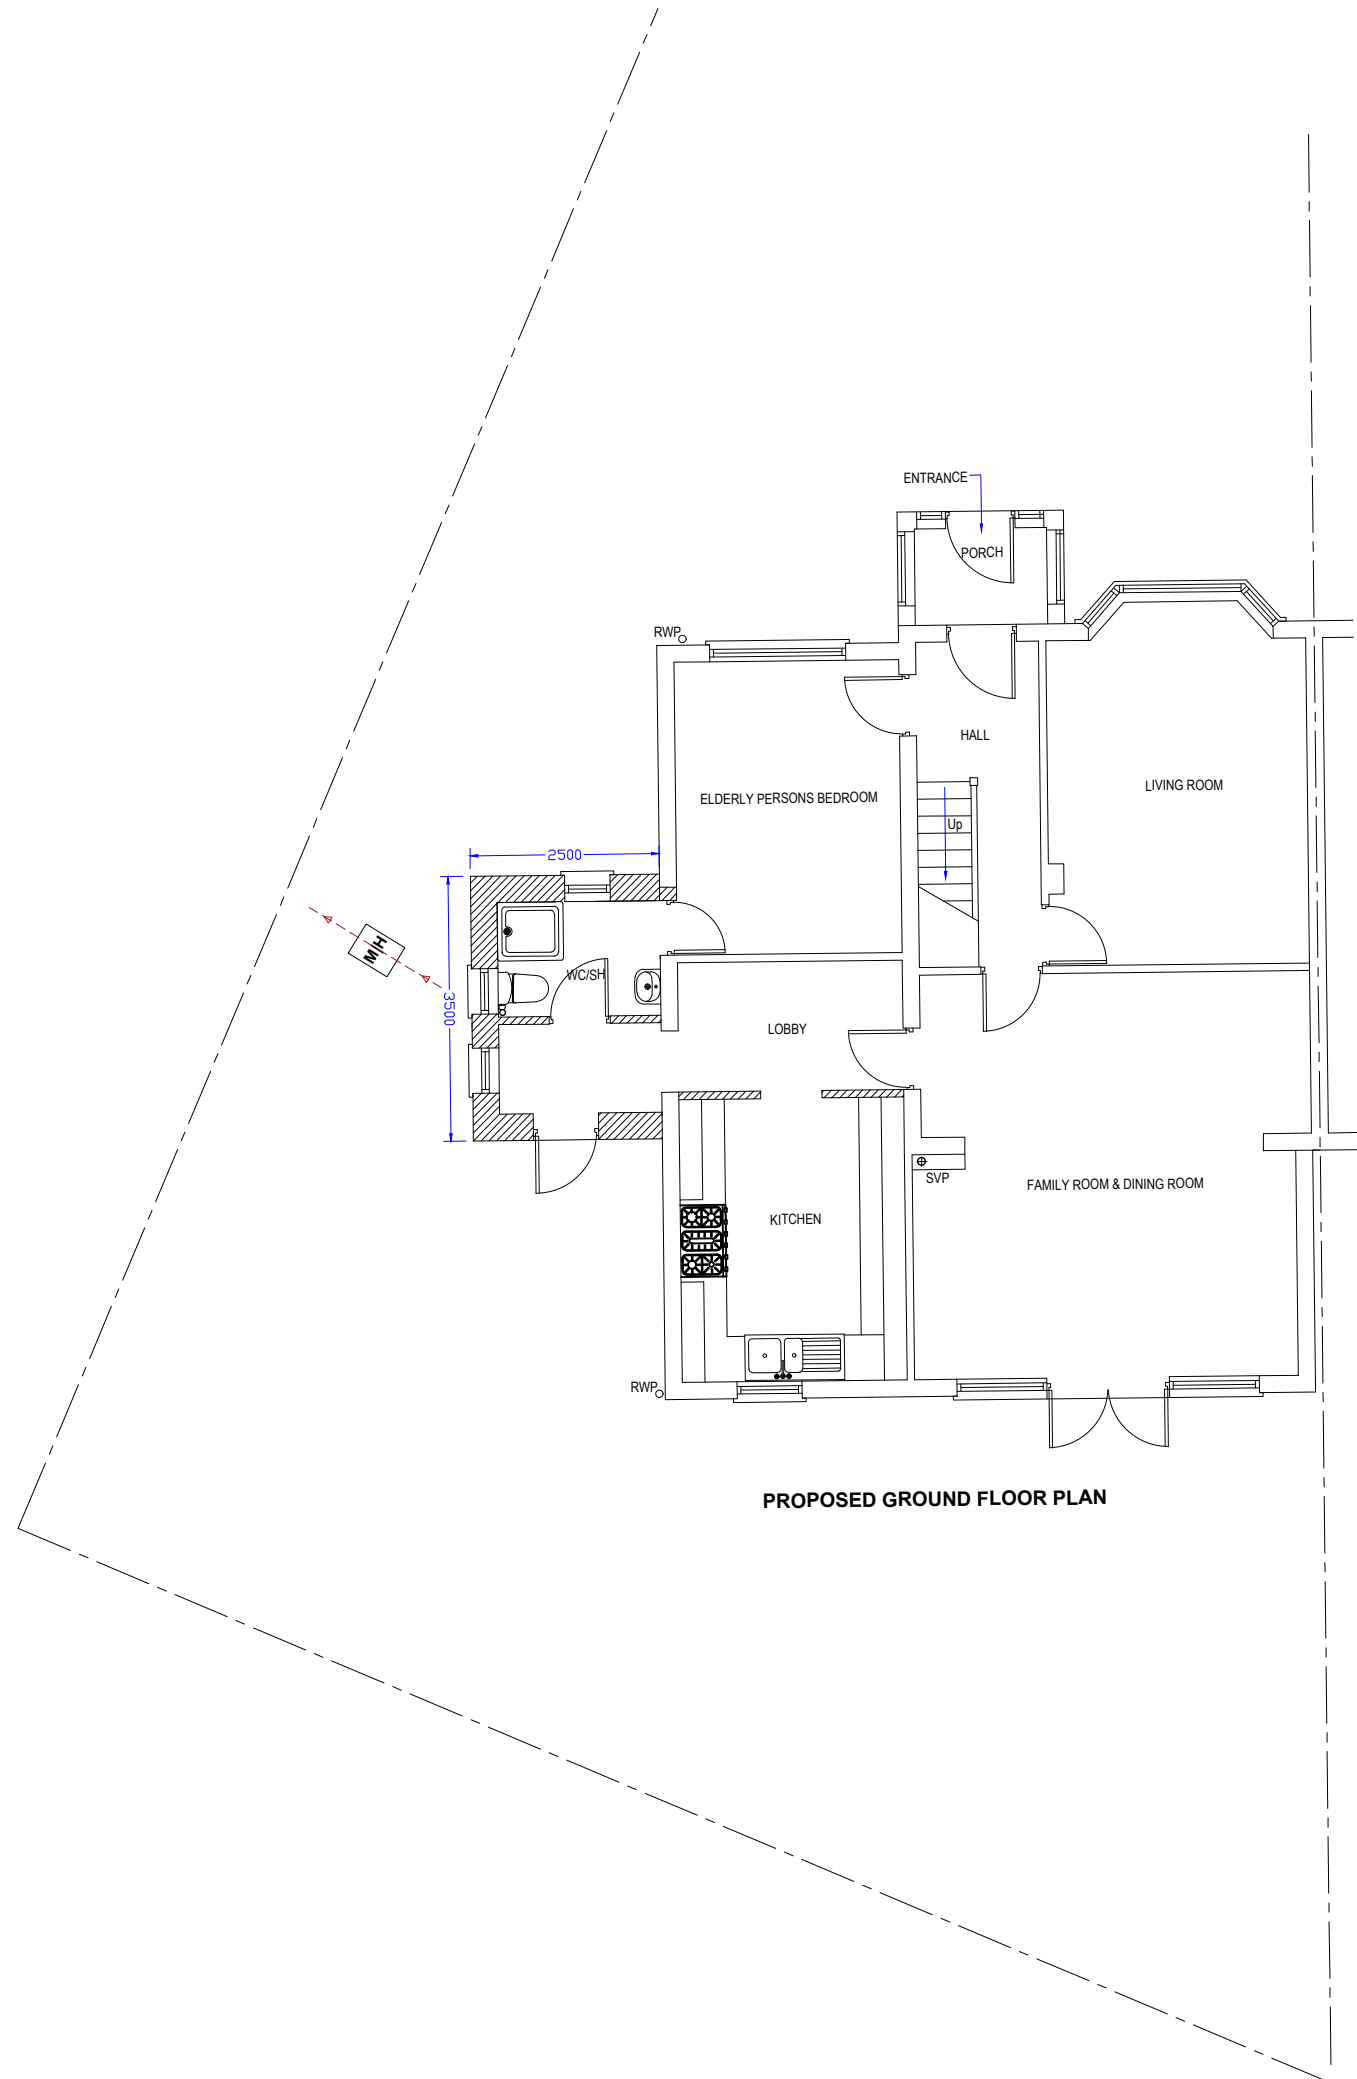 ENTRANCE
PORCH
RWP
HALL
LIVING ROOM
ELDERLY PERSONS BEDROOM
Up
2500
MH
WC/SH
3500
LOBBY
SVP
FAMILY ROOM & DINING ROOM
KITCHEN
RWP
PROPOSED GROUND FLOOR PLAN